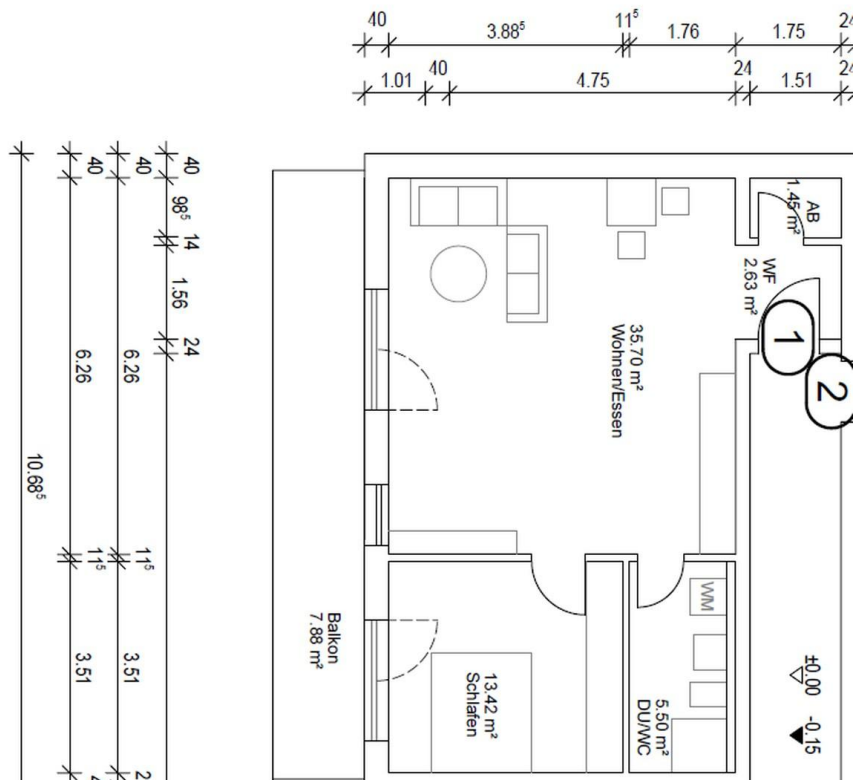 40
3.88⁵
11⁵
1.76
1.75
24
1.01
40
4.75
24
1.51
24
40
40
40
98⁵
14
1.56
24
6.26
6.26
10.68⁵
11⁵
11⁵
3.51
3.51
AB
1.45 m²
WF
2.63 m²
1
2
35.70 m²
Wohnen/Essen
Balkon
7.88 m²
13.42 m²
Schlafen
WM
5.50 m²
DU/WC
±0.00
-0.15